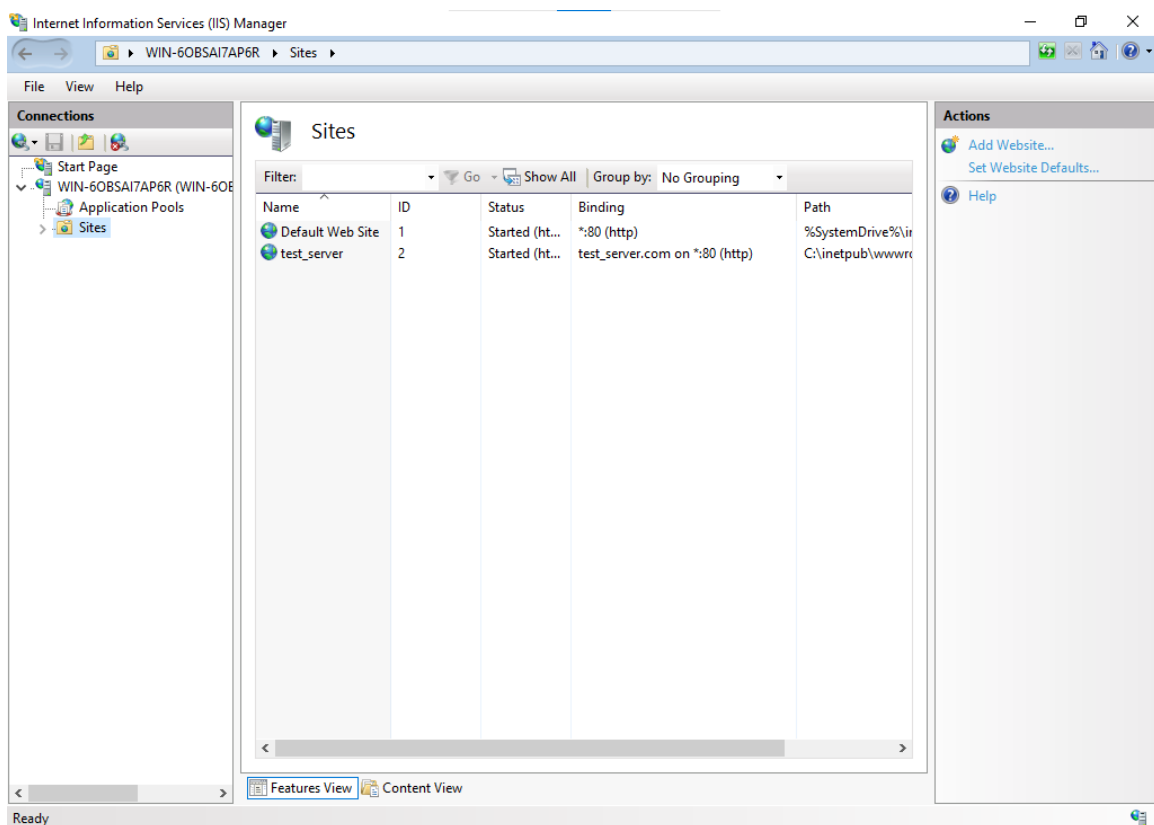 Internet Information Services (IIS) Manager
WIN-6OBSAI7AP6R Sites
File View Help
Connections
Start Page
WIN-6OBSAI7AP6R (WIN-6OE
Application Pools
Sites
Sites
Filter: Go Show All Group by: No Grouping
Name ID Status Binding Path
Default Web Site 1 Started (ht... *:80 (http) %SystemDrive%\ir
test_server 2 Started (ht... test_server.com on *:80 (http) C:\inetpub\wwwrc
Features View Content View
Actions
Add Website...
Set Website Defaults...
Help
Ready